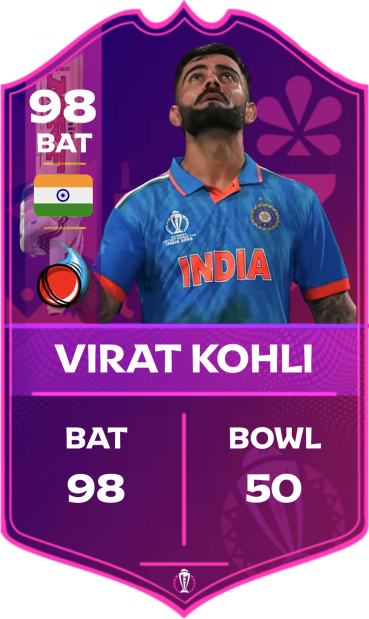 98
BAT
INDIA
VIRAT KOHLI
BAT
BOWL
98
50